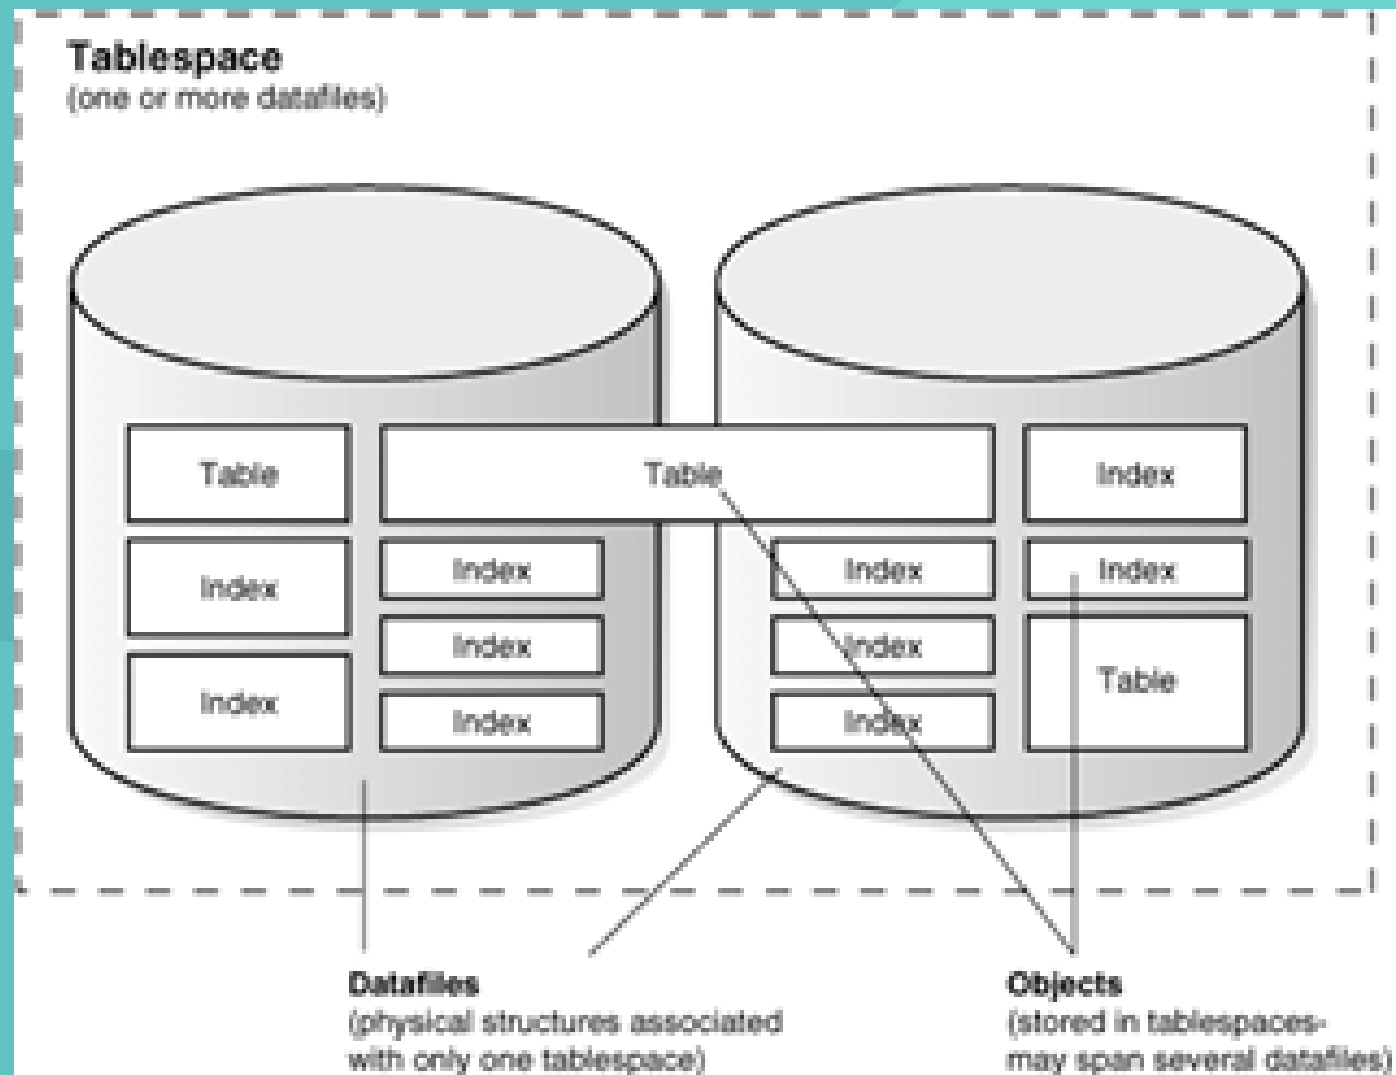 Tablespace
(one or more datafiles)
Table
Table
Index
Index
Index
Index
Index
Index
Index
Table
Index
Index
Index
Index
Datafiles
(physical structures associated
with only one tablespace)
Objects
(stored in tablespaces-
may span several datafiles)